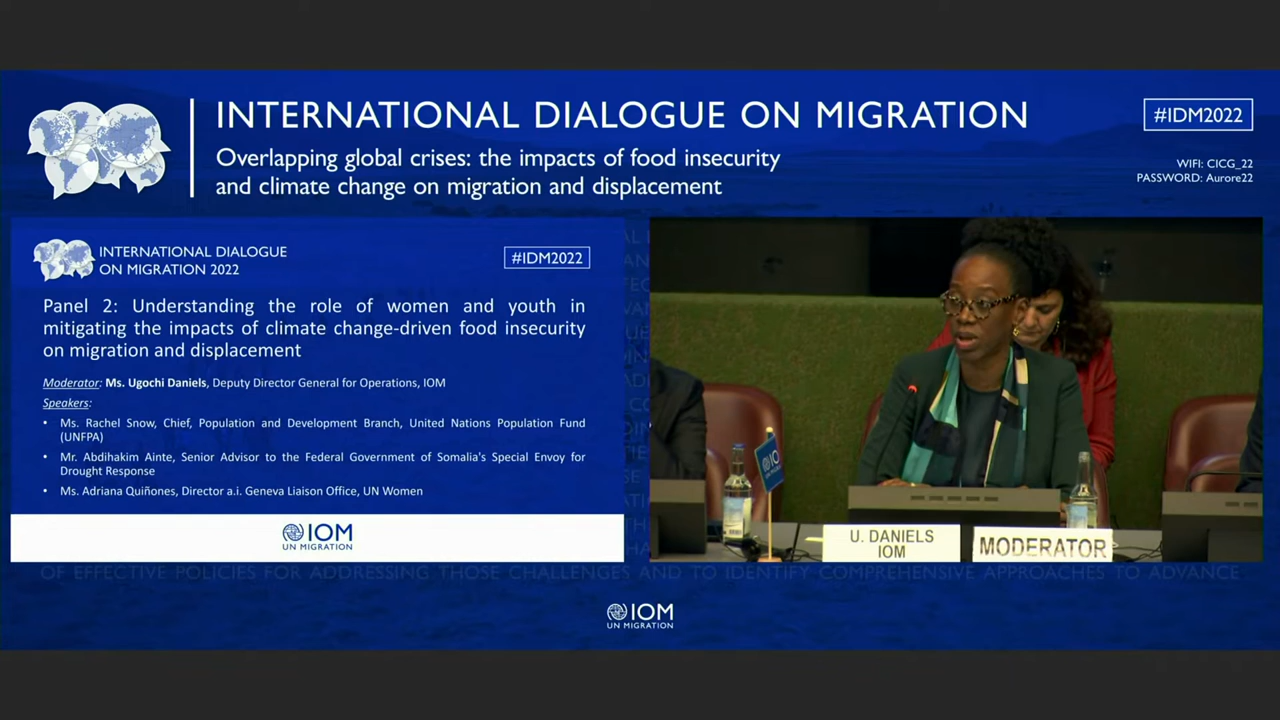 INTERNATIONAL DIALOGUE ON MIGRATION
Overlapping global crises: the impacts of food insecurity
and climate change on migration and displacement
#IDM2022
WIFI: CICG_22
PASSWORD: Aurore22
INTERNATIONAL DIALOGUE
ON MIGRATION 2022
#IDM2022
Panel 2: Understanding the role of women and youth in
mitigating the impacts of climate change-driven food insecurity
on migration and displacement
Moderator: Ms. Ugochi Daniels, Deputy Director General for Operations, IOM
Speakers:
• Ms. Rachel Snow, Chief, Population and Development Branch, United Nations Population Fund
(UNFPA)
• Mr. Abdihakim Ainte, Senior Advisor to the Federal Government of Somalia's Special Envoy for
Drought Response
• Ms. Adriana Quiñones, Director a.i. Geneva Liaison Office, UN Women
IOM
UN MIGRATION
U. DANIELS
IOM
MODERATOR
OF EFFECTIVE POLICIES FOR ADDRESSING THOSE CHALLENGES AND TO IDENTIFY COMPREHENSIVE APPROACHES TO ADVANCE
IOM
UN MIGRATION